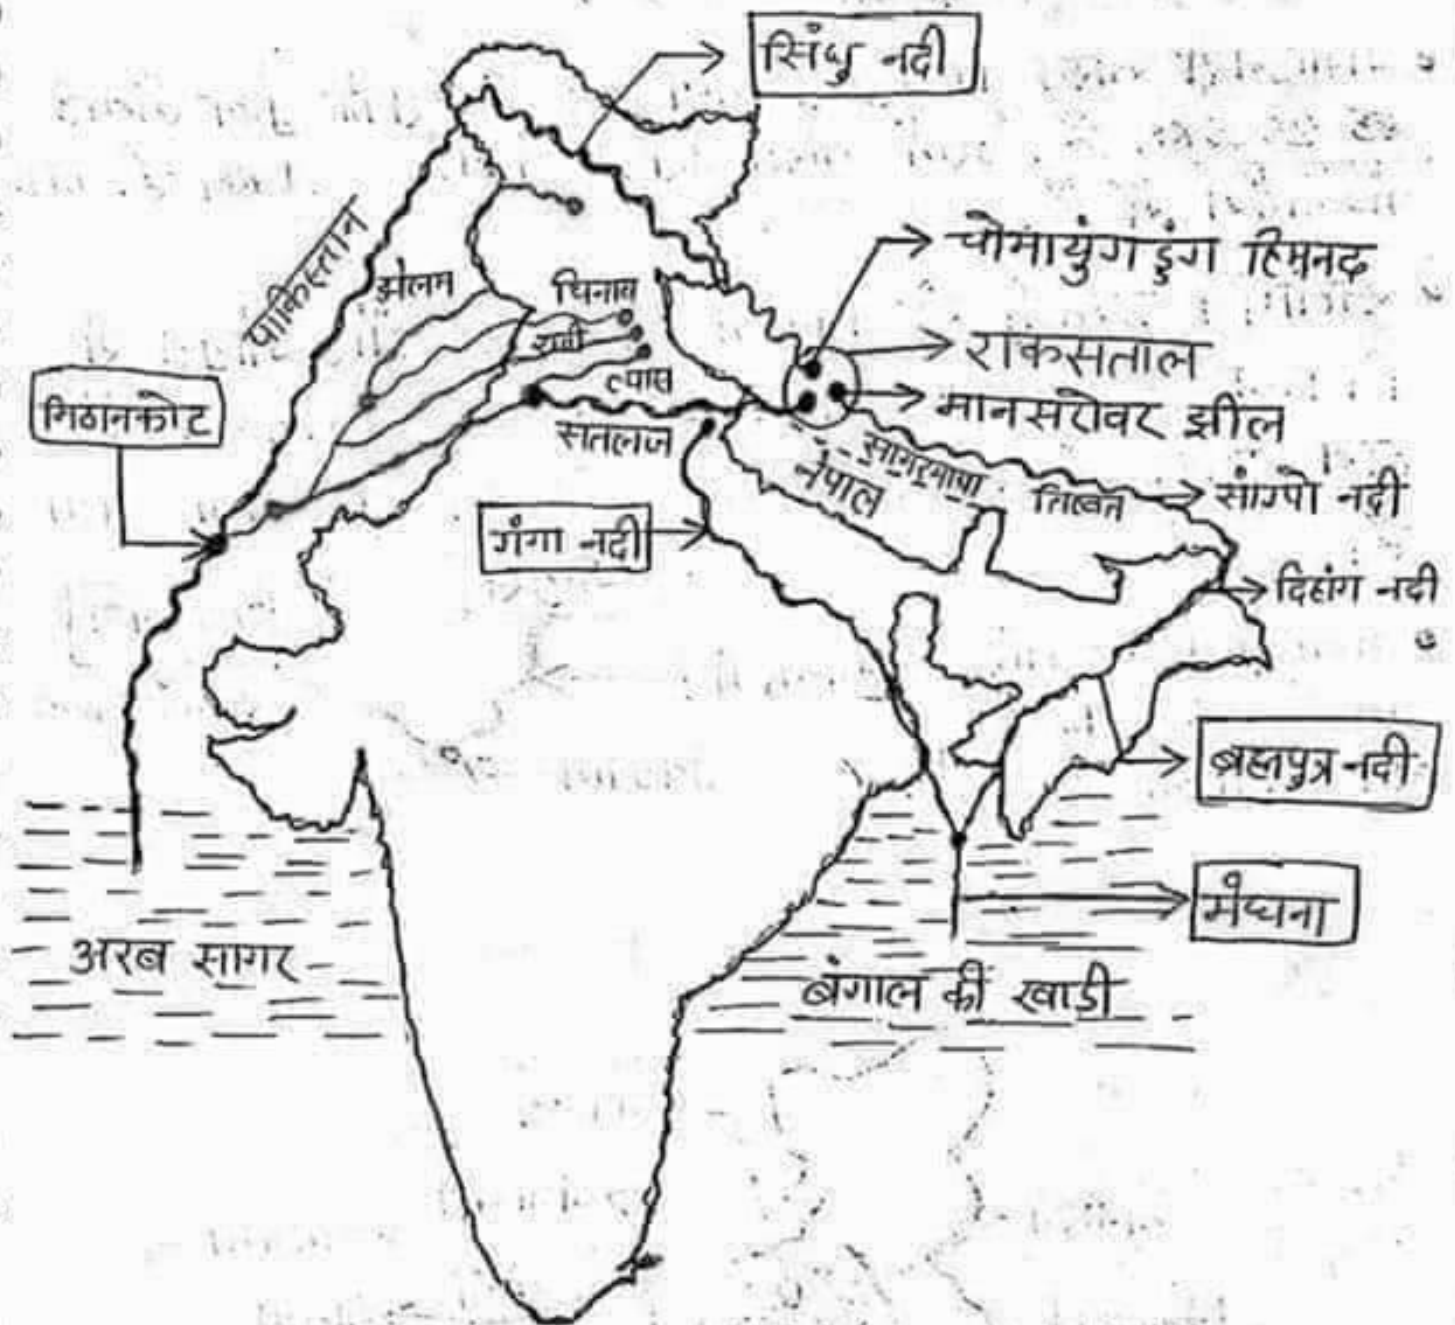 सिंधु नदी
चोमायुंगडुंग हिमनद
पाकिस्तान
झेलम
चिनाब
रावी
राकसताल
मिठानकोट
व्यास
मानसरोवर झील
सतलज
सागरमाथा
नेपाल
तिब्बत
सांग्पो नदी
गंगा नदी
दिहांग नदी
ब्रह्मपुत्र नदी
मेघना
अरब सागर
बंगाल की खाडी